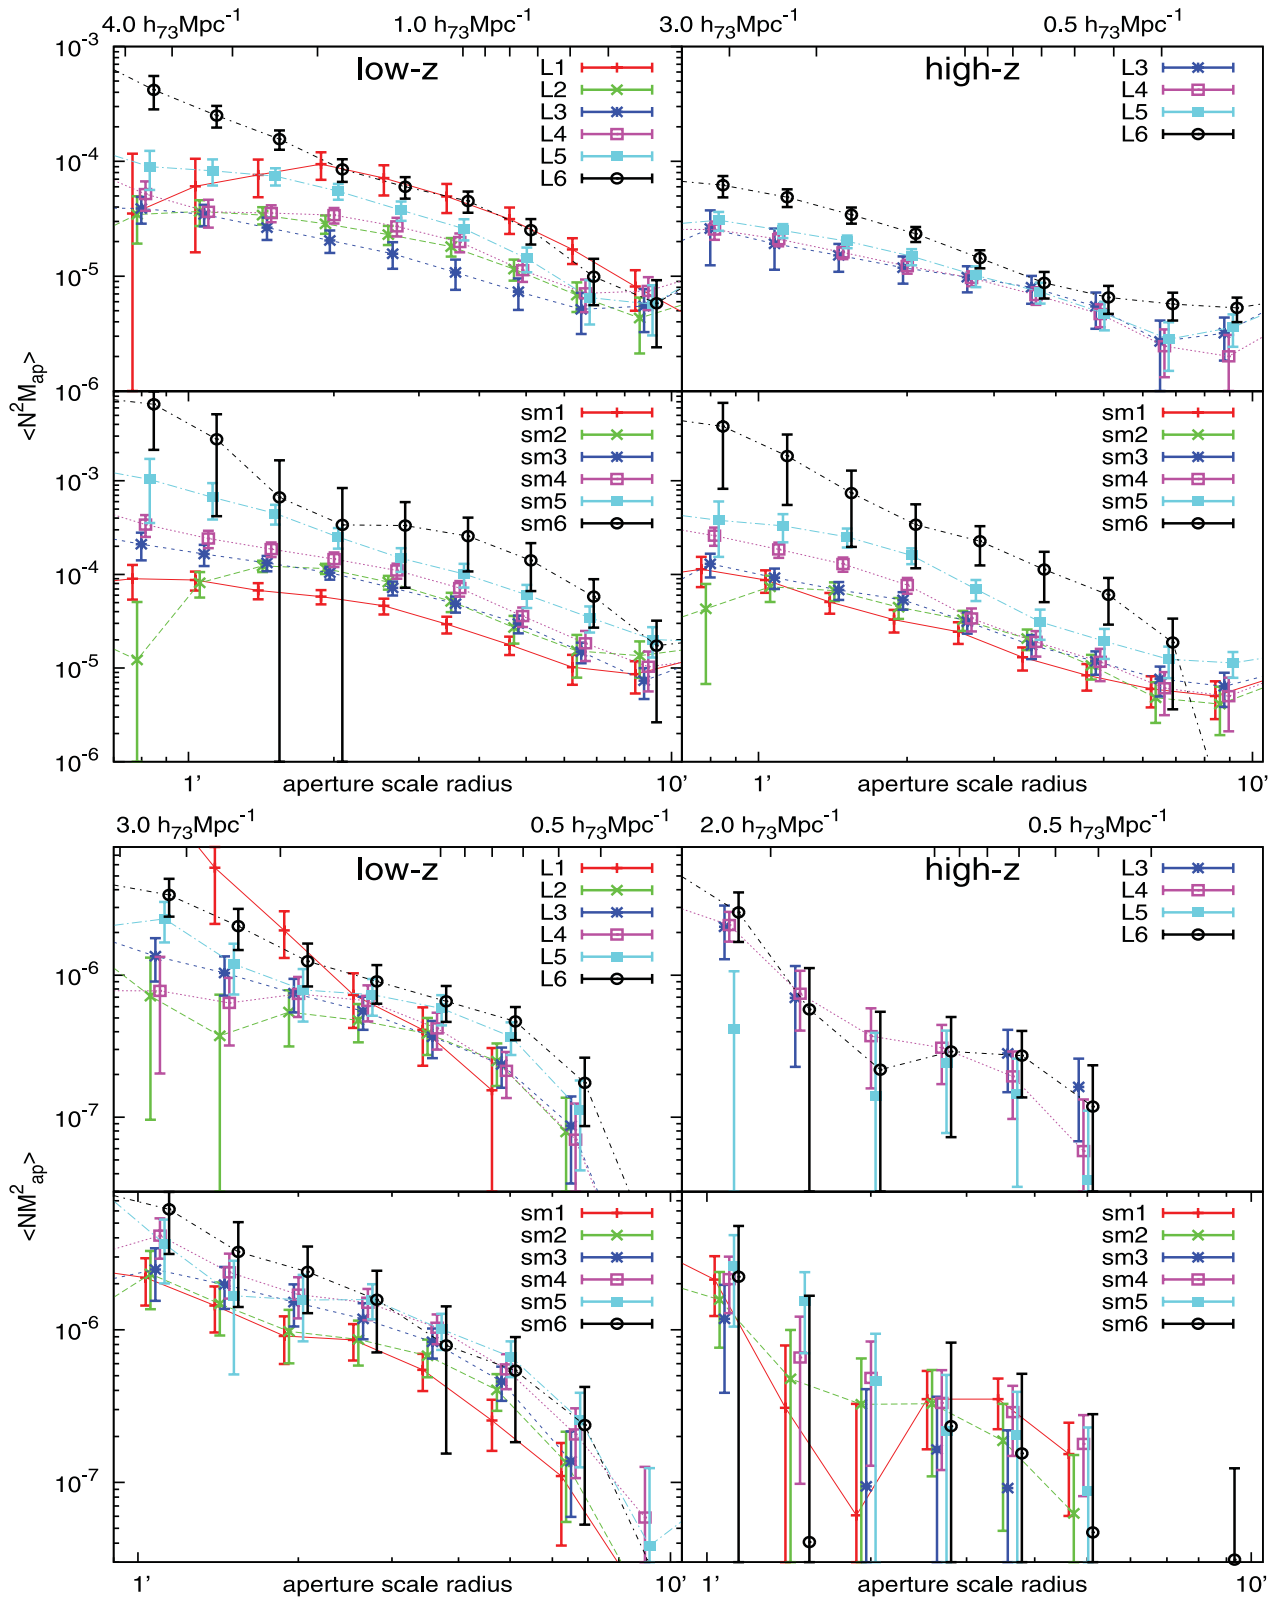 4.0 h73Mpc-1 1.0 h73Mpc-1 3.0 h73Mpc-1 0.5 h73Mpc-1
low-z
L1
L2
L3
L4
L5
L6
high-z
L3
L4
L5
L6
10-3
10-4
10-5
10-6
<N2Map>
sm1
sm2
sm3
sm4
sm5
sm6
sm1
sm2
sm3
sm4
sm5
sm6
10-3
10-4
10-5
10-6
1' 10' 1' 10'
aperture scale radius aperture scale radius
3.0 h73Mpc-1 0.5 h73Mpc-1 2.0 h73Mpc-1 0.5 h73Mpc-1
low-z
L1
L2
L3
L4
L5
L6
high-z
L3
L4
L5
L6
10-6
10-7
<NM2ap>
sm1
sm2
sm3
sm4
sm5
sm6
sm1
sm2
sm3
sm4
sm5
sm6
10-6
10-7
1' 10' 1' 10'
aperture scale radius aperture scale radius